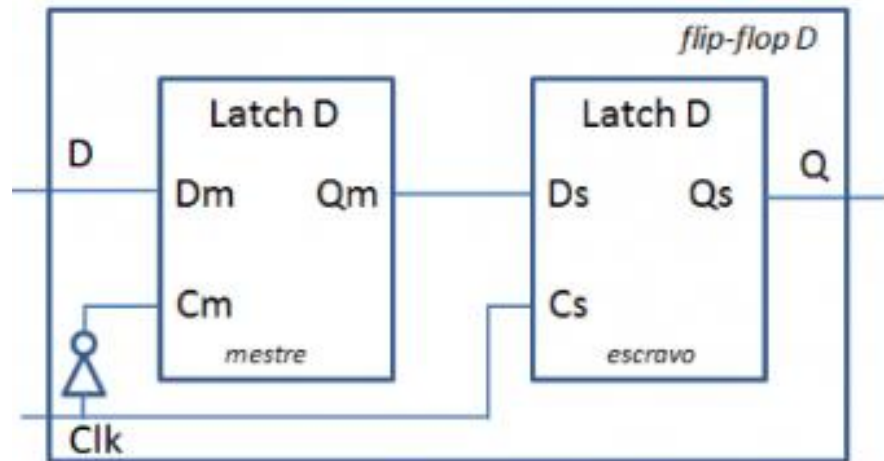 flip-flop D
Latch D
Latch D
D
Q
Dm
Qm
Ds
Qs
Cm
Cs
mestre
escravo
Clk